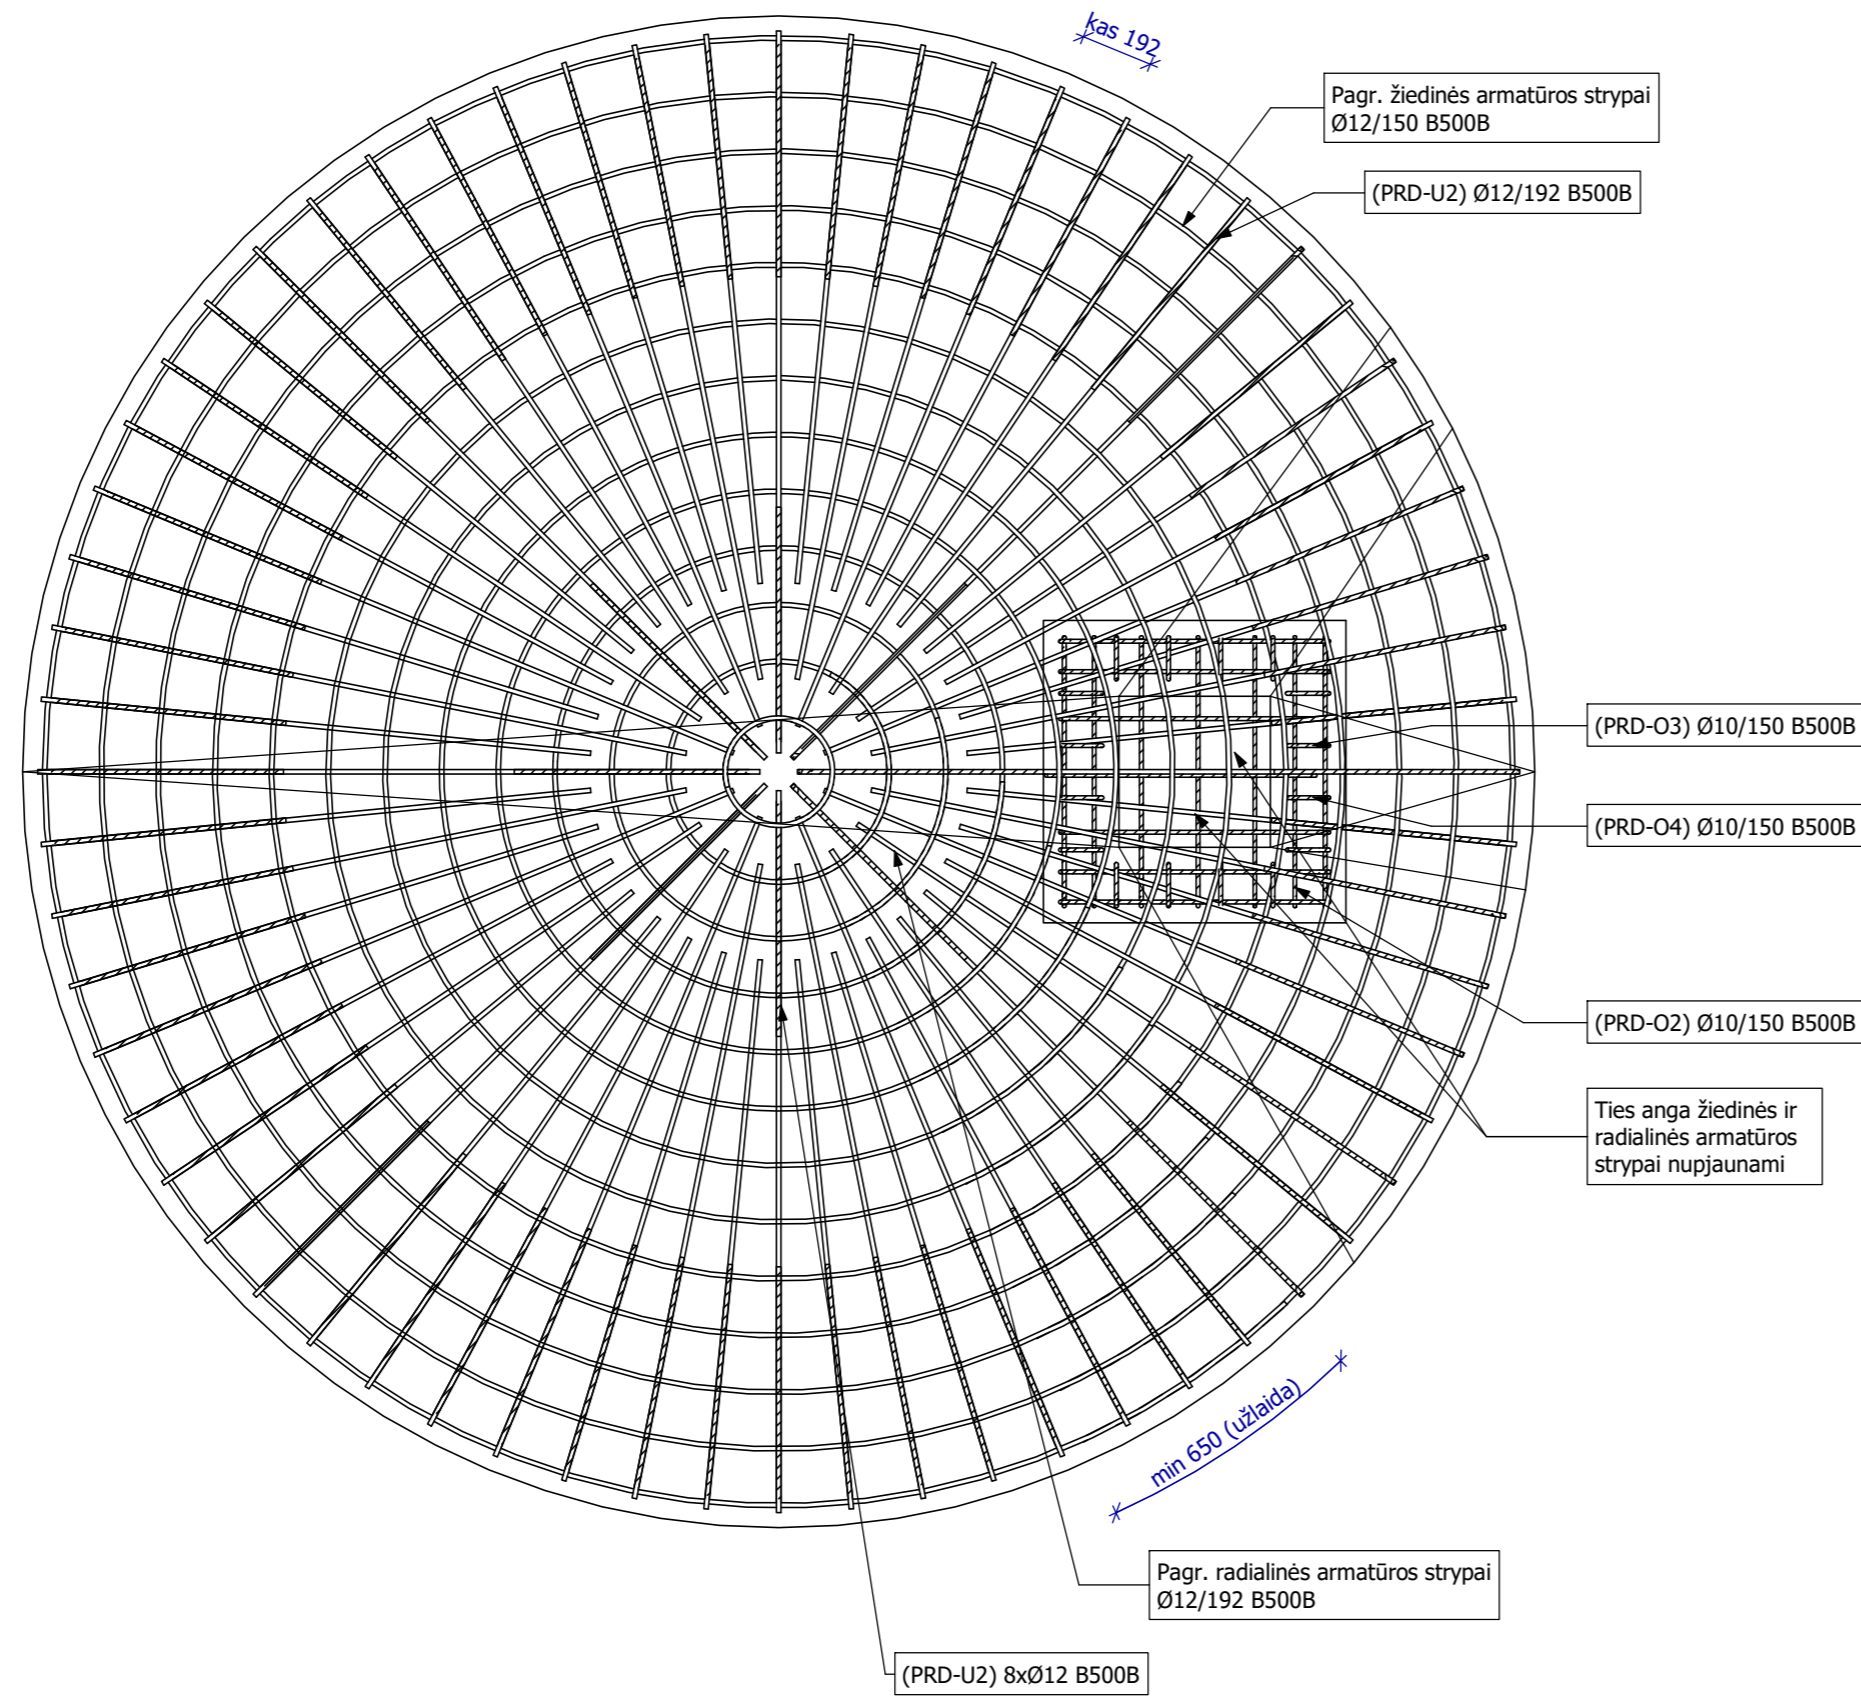 kas 192
Pagr. žiedinės armatūros strypai
Ø12/150 B500B
(PRD-U2) Ø12/192 B500B
(PRD-O3) Ø10/150 B500B
(PRD-O4) Ø10/150 B500B
(PRD-O2) Ø10/150 B500B
Ties anga žiedinės ir
radialinės armatūros
strypai nupjaunami
min 650 (užlaida)
Pagr. radialinės armatūros strypai
Ø12/192 B500B
(PRD-U2) 8xØ12 B500B